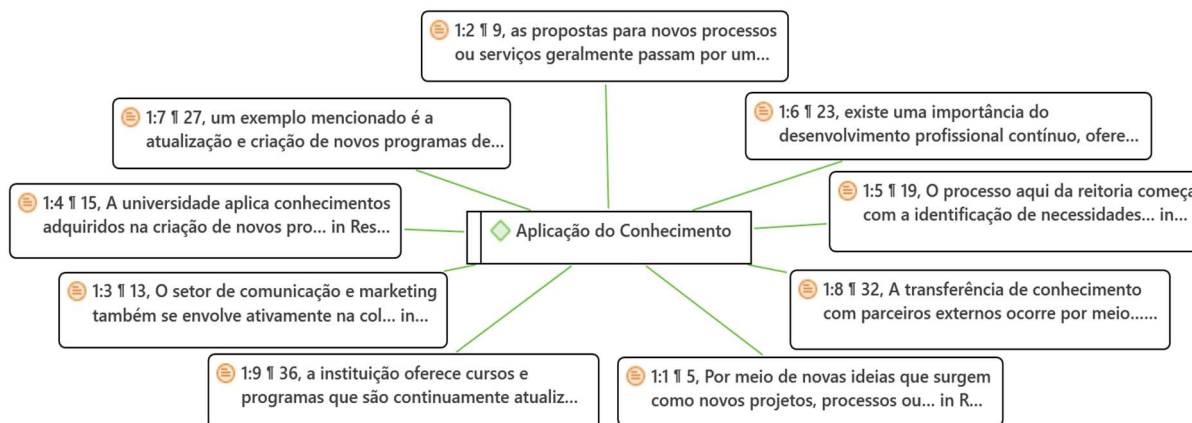 1:2 ¶ 9, as propostas para novos processos
ou serviços geralmente passam por um...
1:7 ¶ 27, um exemplo mencionado é a
atualização e criação de novos programas de...
1:6 ¶ 23, existe uma importância do
desenvolvimento profissional contínuo, ofere...
1:4 ¶ 15, A universidade aplica conhecimentos
adquiridos na criação de novos pro... in Res...
1:5 ¶ 19, O processo aqui da reitoria começa
com a identificação de necessidades... in...
Aplicação do Conhecimento
1:3 ¶ 13, O setor de comunicação e marketing
também se envolve ativamente na col... in...
1:8 ¶ 32, A transferência de conhecimento
com parceiros externos ocorre por meio......
1:9 ¶ 36, a instituição oferece cursos e
programas que são continuamente atualiz...
1:1 ¶ 5, Por meio de novas ideias que surgem
como novos projetos, processos ou... in R...